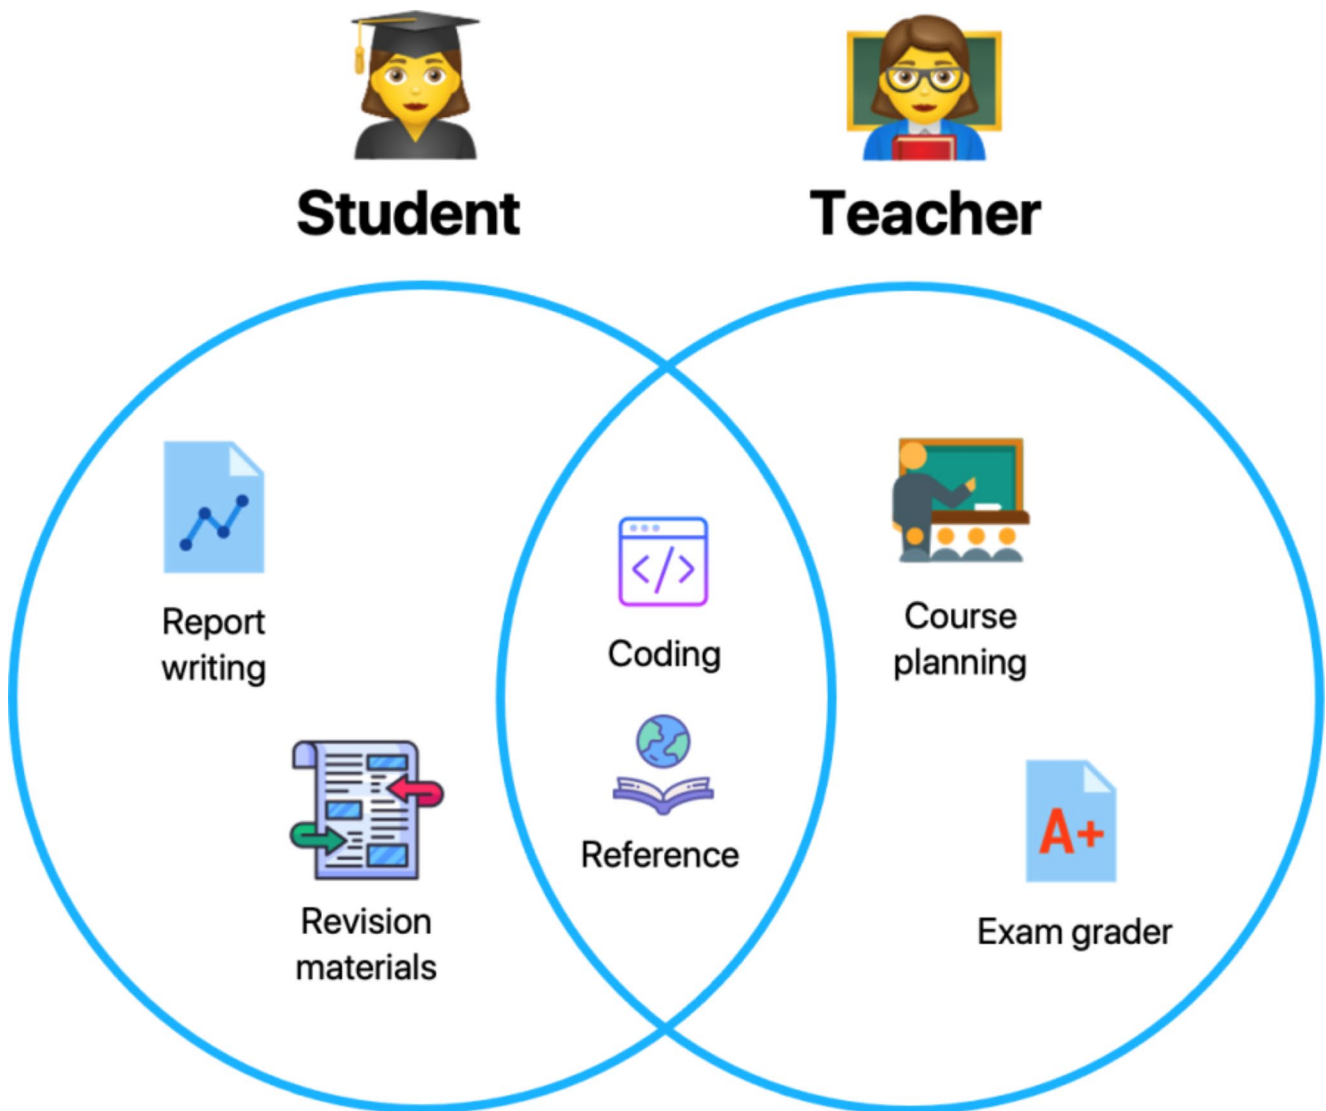 Student
Teacher
Report
writing
Revision
materials
Coding
Reference
Course
planning
A+
Exam grader